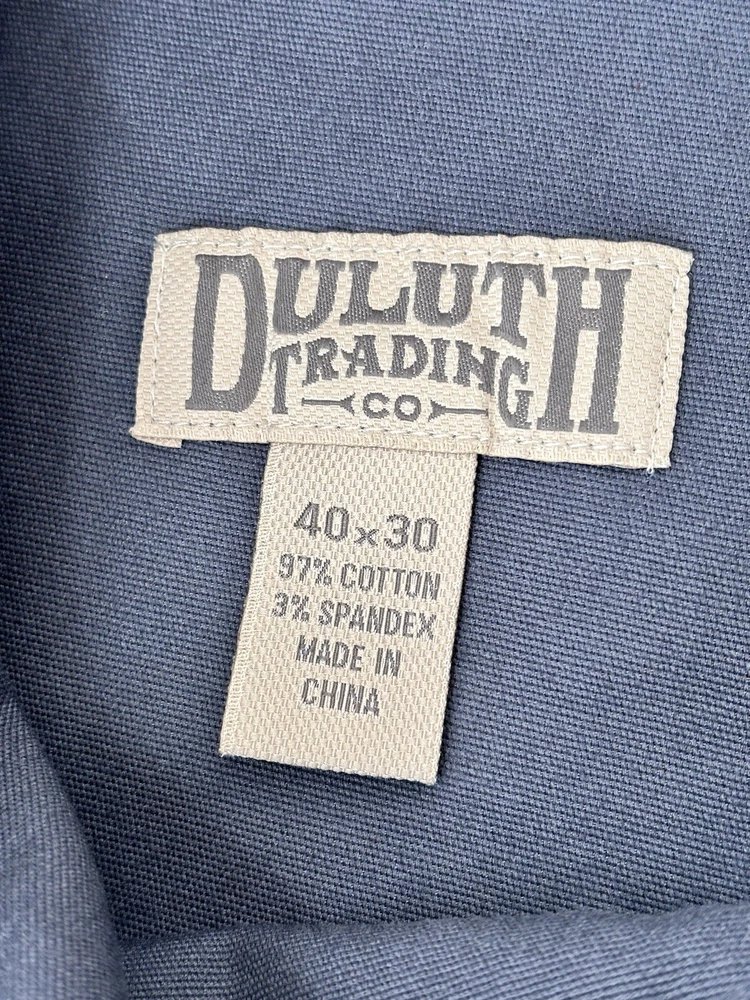 DULUTH
TRADING
CO
40x30
97% COTTON
3% SPANDEX
MADE IN
CHINA